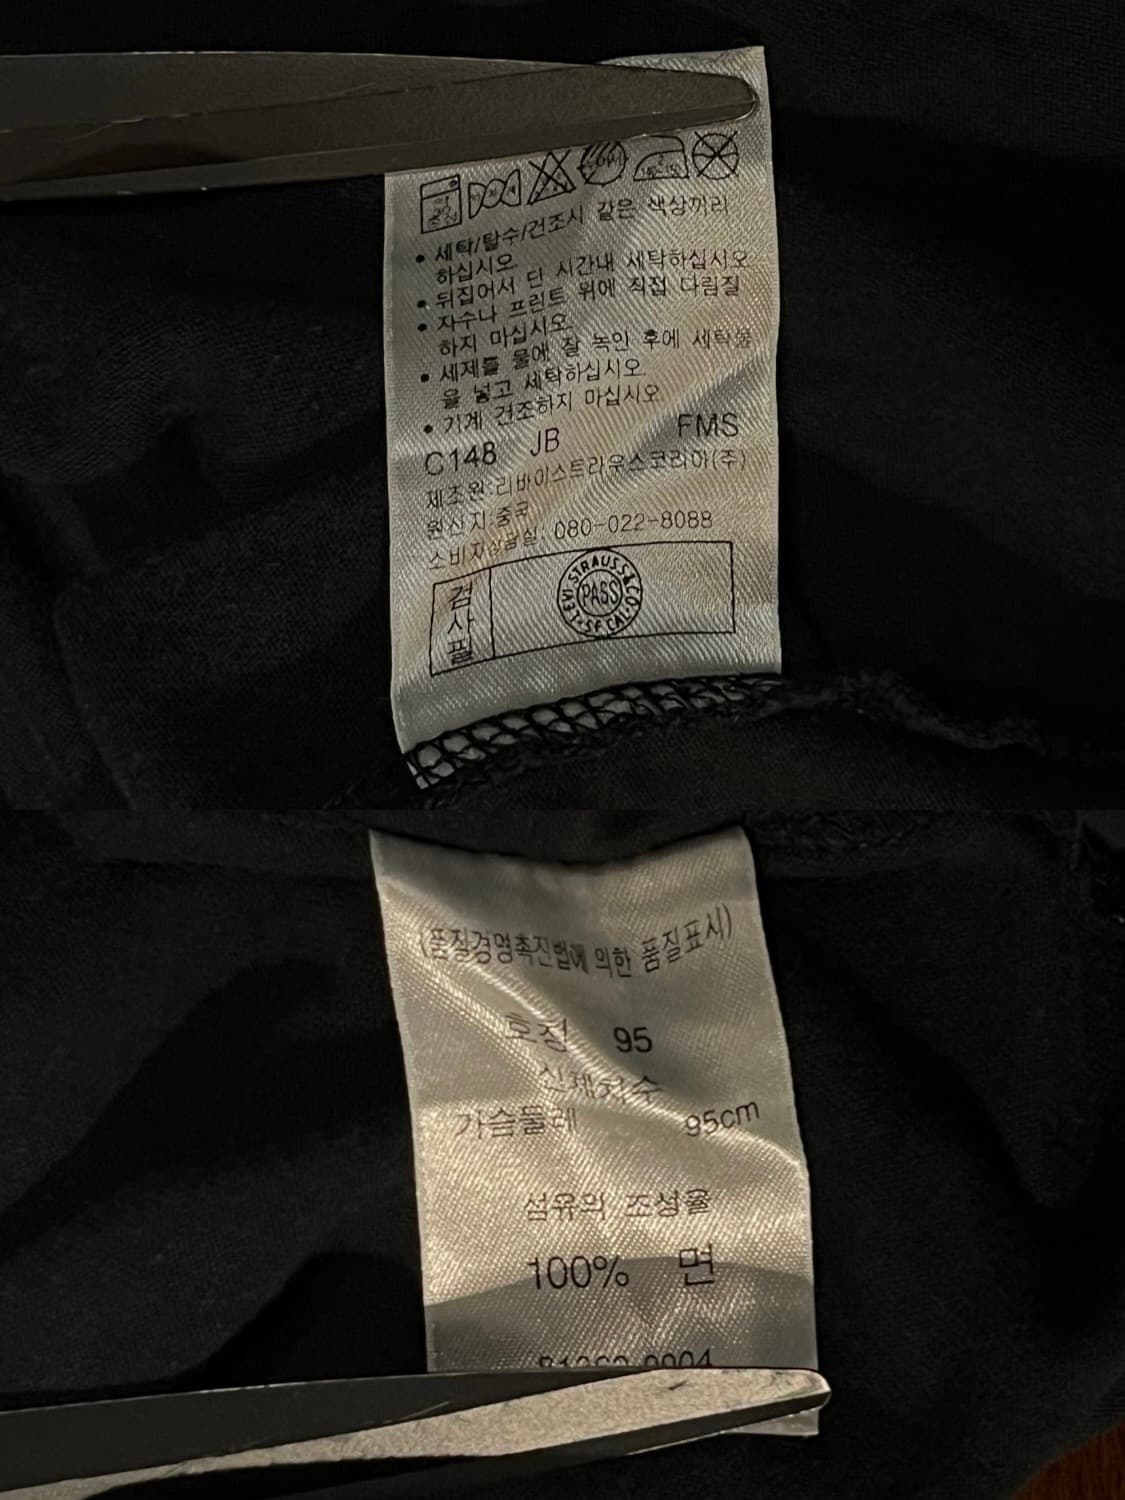 • 세탁/탈수/건조시 같은 색상끼리
하십시오
• 뒤집어서 단 시간내 세탁하십시오
• 자수나 프린트 위에 직접 다림질
하지 마십시오.
• 세제를 물에 잘 녹인 후에 세탁물
을 넣고 세탁하십시오.
• 기계 건조하지 마십시오.
C148 JB FMS
제조원:리바이스트라우스코리아(주)
원산지:중국
소비자상담실: 080-022-8088
검사필
LEVI STRAUSS & CO.
PASS
S.F. CAL.
(품질경영촉진법에 의한 품질표시)
호칭 95
신체치수
가슴둘레 95cm
섬유의 조성율
100% 면